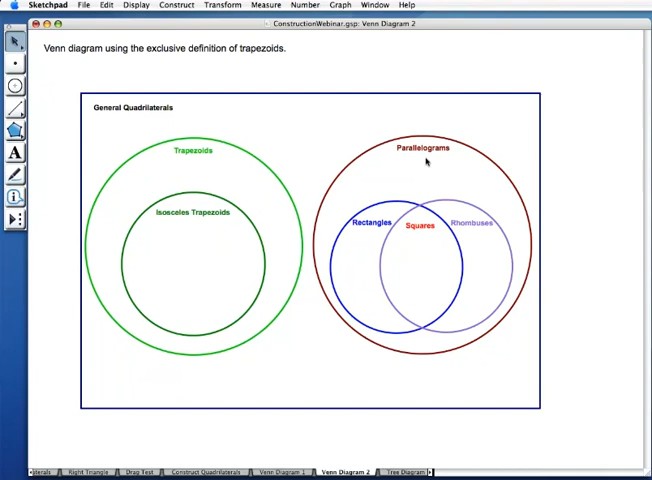 Sketchpad File Edit Display Construct Transform Measure Number Graph Window Help
ConstructionWebinar.gsp: Venn Diagram 2
Venn diagram using the exclusive definition of trapezoids.
General Quadrilaterals
Trapezoids
Parallelograms
Isosceles Trapezoids
Rectangles
Squares
Rhombuses
A
i
iterals Right Triangle Drag Test Construct Quadrilaterals Venn Diagram 1 Venn Diagram 2 Tree Diagram